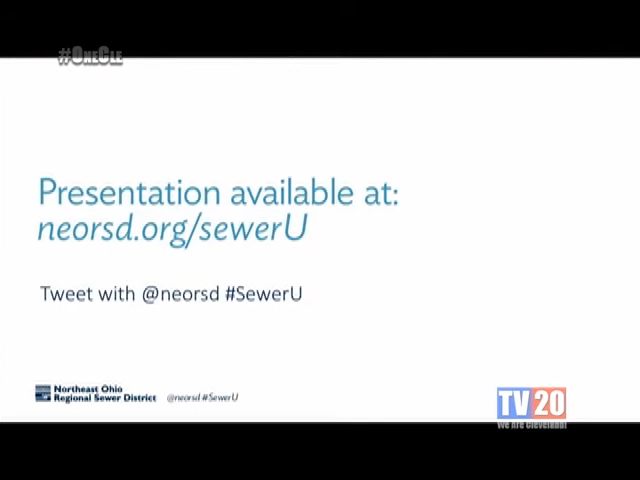 #OneCle
Presentation available at:
neorsd.org/sewerU
Tweet with @neorsd #SewerU
Northeast Ohio
Regional Sewer District
@neorsd #SewerU
TV20
We Are Cleveland!